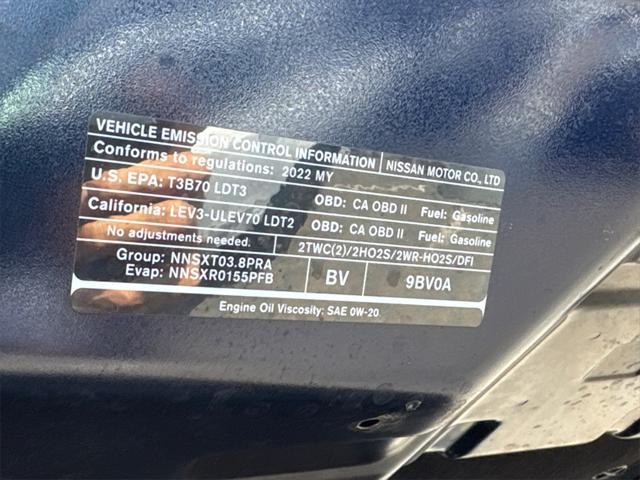 VEHICLE EMISSION CONTROL INFORMATION NISSAN MOTOR CO., LTD
Conforms to regulations: 2022 MY
U.S. EPA: T3B70 LDT3 OBD: CA OBD II Fuel: Gasoline
California: LEV3-ULEV70 LDT2 OBD: CA OBD II Fuel: Gasoline
No adjustments needed. 2TWC(2)/2HO2S/2WR-HO2S/DFI
Group: NNSXT03.8PRA
Evap: NNSXR0155PFB BV 9BV0A
Engine Oil Viscosity: SAE 0W-20